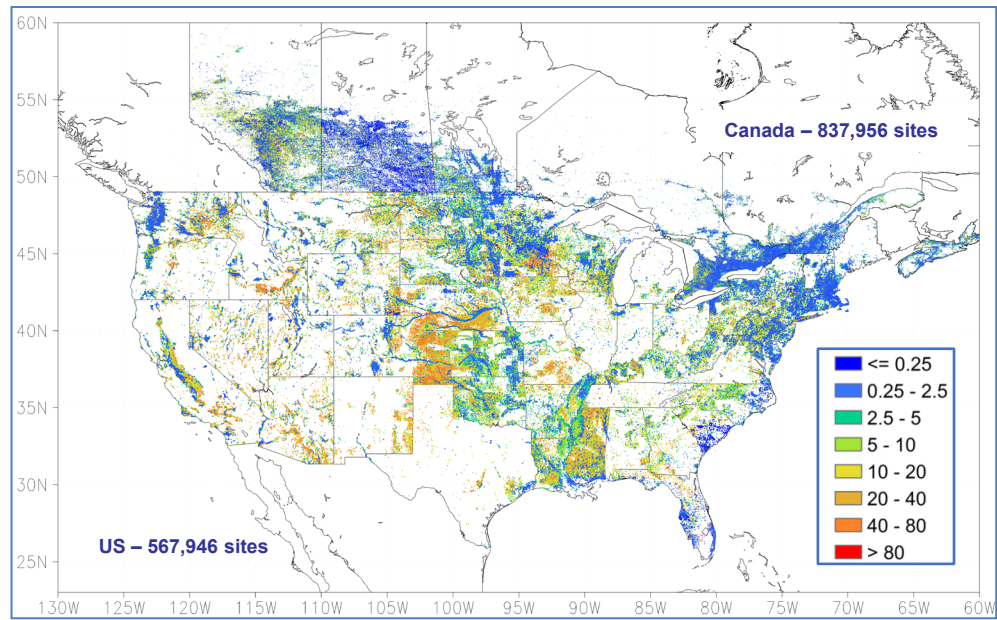 60N
55N
Canada – 837,956 sites
50N
45N
40N
<= 0.25
0.25 - 2.5
35N
2.5 - 5
5 - 10
10 - 20
30N
20 - 40
40 - 80
US – 567,946 sites
> 80
25N
130W 125W 120W 115W 110W 105W 100W 95W 90W 85W 80W 75W 70W 65W 60W